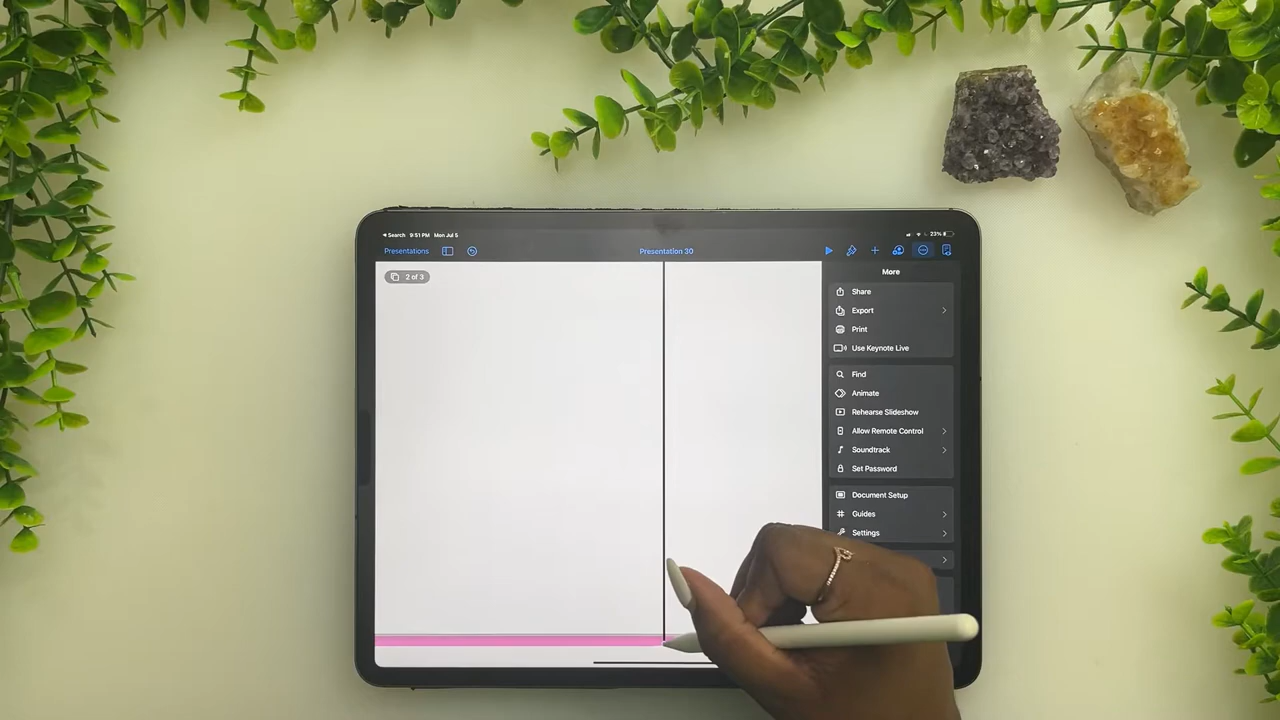 Search 9:51 PM Mon Jul 5 23%
Presentations Presentation 30
2 of 3
More
Share
Export
Print
Use Keynote Live
Find
Animate
Rehearse Slideshow
Allow Remote Control
Soundtrack
Set Password
Document Setup
Guides
Settings